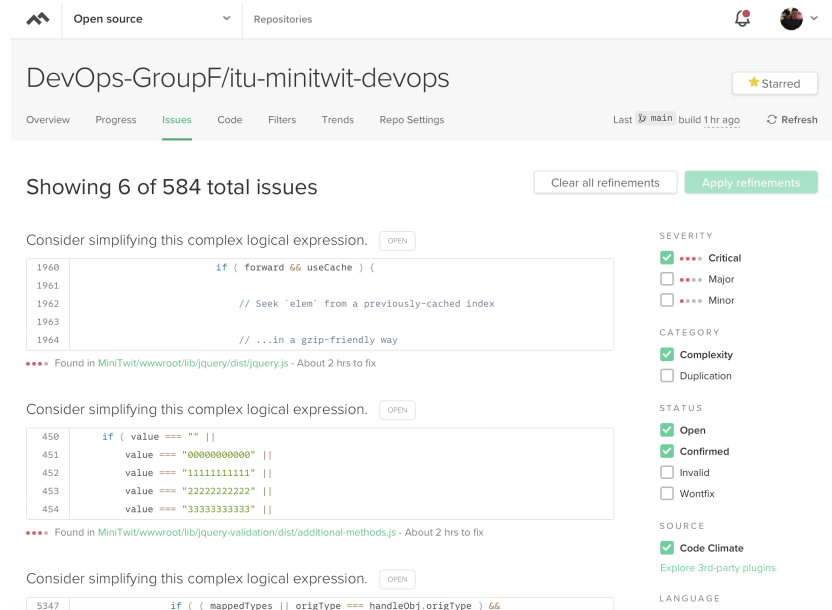 Open source
Repositories
DevOps-GroupF/itu-minitwit-devops
Starred
Overview Progress Issues Code Filters Trends Repo Settings
Last main build 1 hr ago Refresh
Showing 6 of 584 total issues
Clear all refinements Apply refinements
Consider simplifying this complex logical expression. OPEN
1960 if ( forward && useCache ) {
1961
1962 // Seek `elem` from a previously-cached index
1963
1964 // ...in a gzip-friendly way
Found in MiniTwit/wwwroot/lib/jquery/dist/jquery.js - About 2 hrs to fix
Consider simplifying this complex logical expression. OPEN
450 if ( value === "" ||
451 value === "00000000000" ||
452 value === "11111111111" ||
453 value === "22222222222" ||
454 value === "33333333333" ||
Found in MiniTwit/wwwroot/lib/jquery-validation/dist/additional-methods.js - About 2 hrs to fix
Consider simplifying this complex logical expression. OPEN
5347 if ( ( mappedTypes || origType === handleObj.origType ) &&
SEVERITY
Critical
Major
Minor
CATEGORY
Complexity
Duplication
STATUS
Open
Confirmed
Invalid
Wontfix
SOURCE
Code Climate
Explore 3rd-party plugins
LANGUAGE